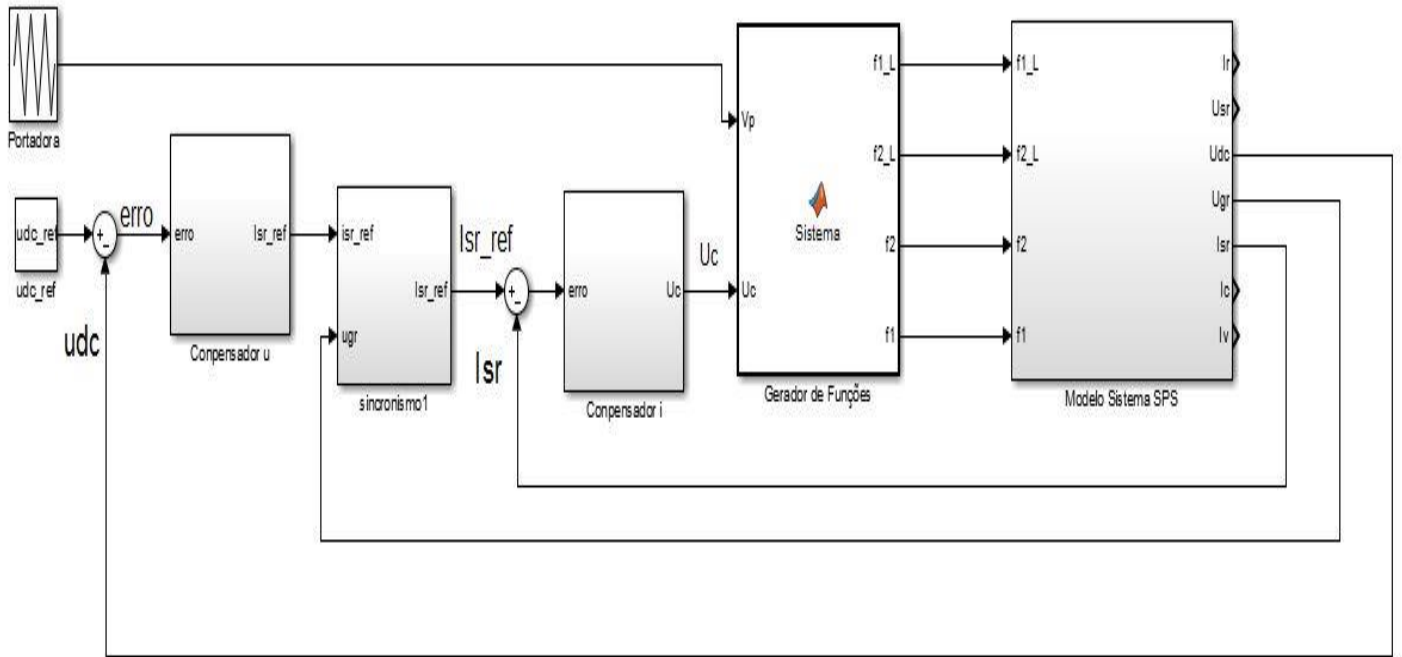 Portadora
udc_ref
udc_ref
+
-
erro
udc
erro
Isr_ref
Conpensador u
isr_ref
Isr_ref
ugr
sincronismo1
Isr_ref
+
-
Isr
erro
Uc
Conpensador i
Uc
Vp
Uc
Sistema
f1_L
f2_L
f2
f1
Gerador de Funções
f1_L
f2_L
f2
f1
Ir
Usr
Udc
Ugr
Isr
Ic
Iv
Modelo Sistema SPS